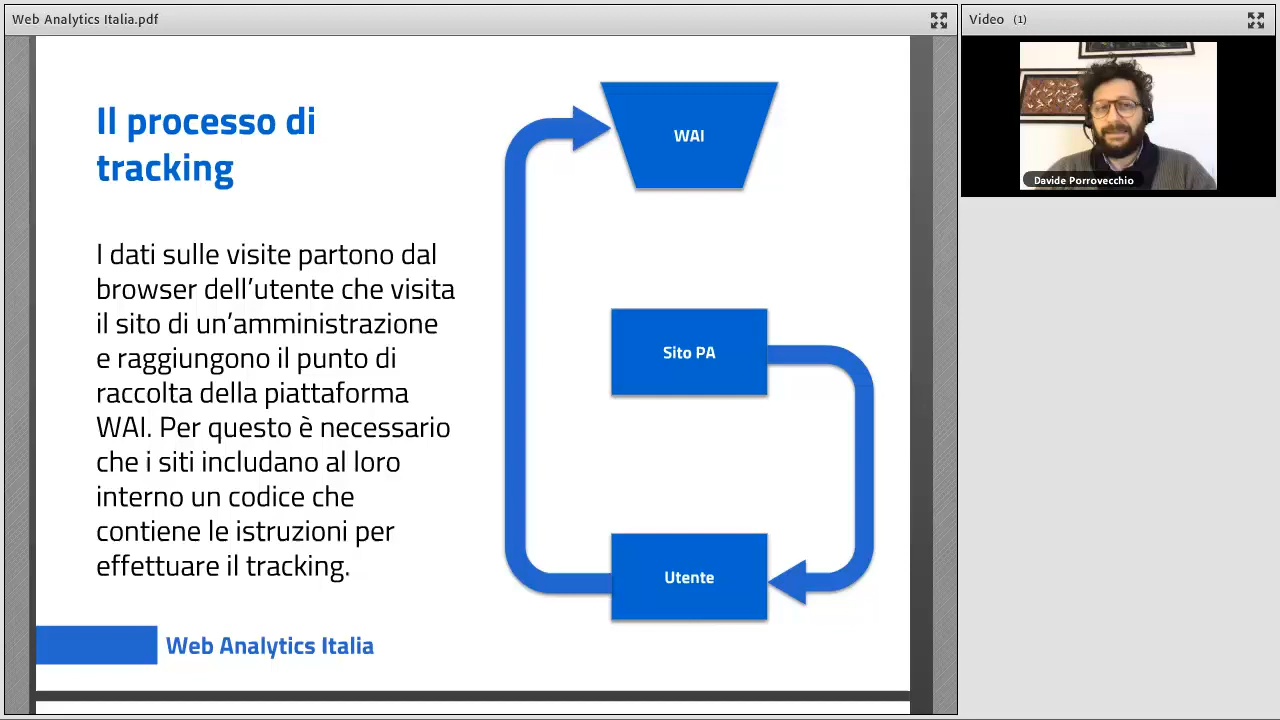 Web Analytics Italia.pdf
Video (1)
Il processo di
tracking
I dati sulle visite partono dal
browser dell’utente che visita
il sito di un’amministrazione
e raggiungono il punto di
raccolta della piattaforma
WAI. Per questo è necessario
che i siti includano al loro
interno un codice che
contiene le istruzioni per
effettuare il tracking.
WAI
Sito PA
Utente
Web Analytics Italia
Davide Porrovecchio